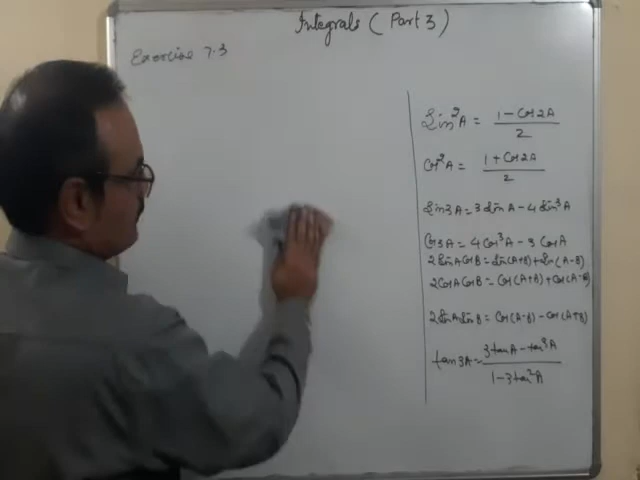 Integrals (Part 3)
Exercise 7.3
Sin²A = (1 - Cos2A)/2
Cos²A = (1 + Cos2A)/2
Sin3A = 3 Sin A - 4 Sin³A
Cos3A = 4 Cos³A - 3 CosA
2SinA CosB = Sin(A+B) + Sin(A-B)
2CosA CosB = Cos(A+B) + Cos(A-B)
2SinA SinB = Cos(A-B) - Cos(A+B)
tan3A = (3tanA - tan³A)/(1 - 3tan²A)